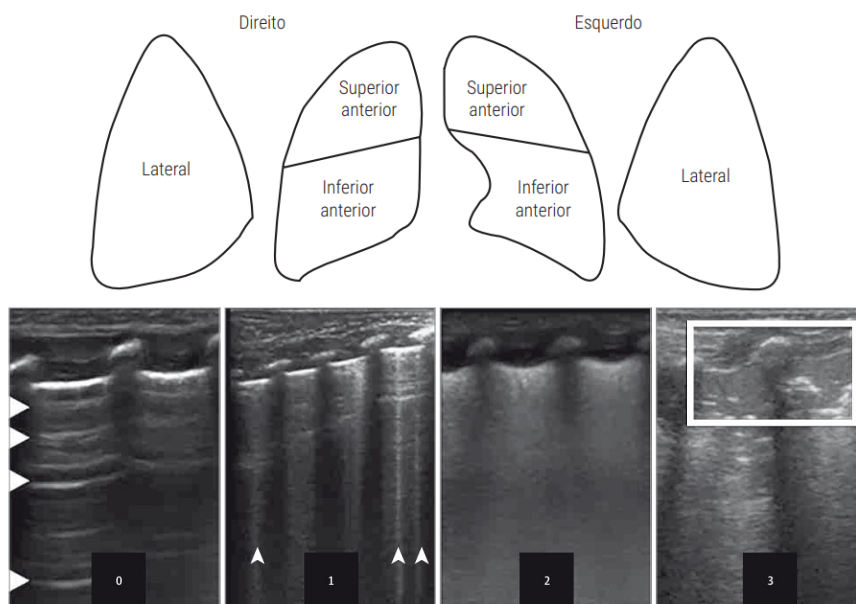 Direito
Esquerdo
Superior
anterior
Superior
anterior
Lateral
Inferior
anterior
Inferior
anterior
Lateral
0
1
2
3